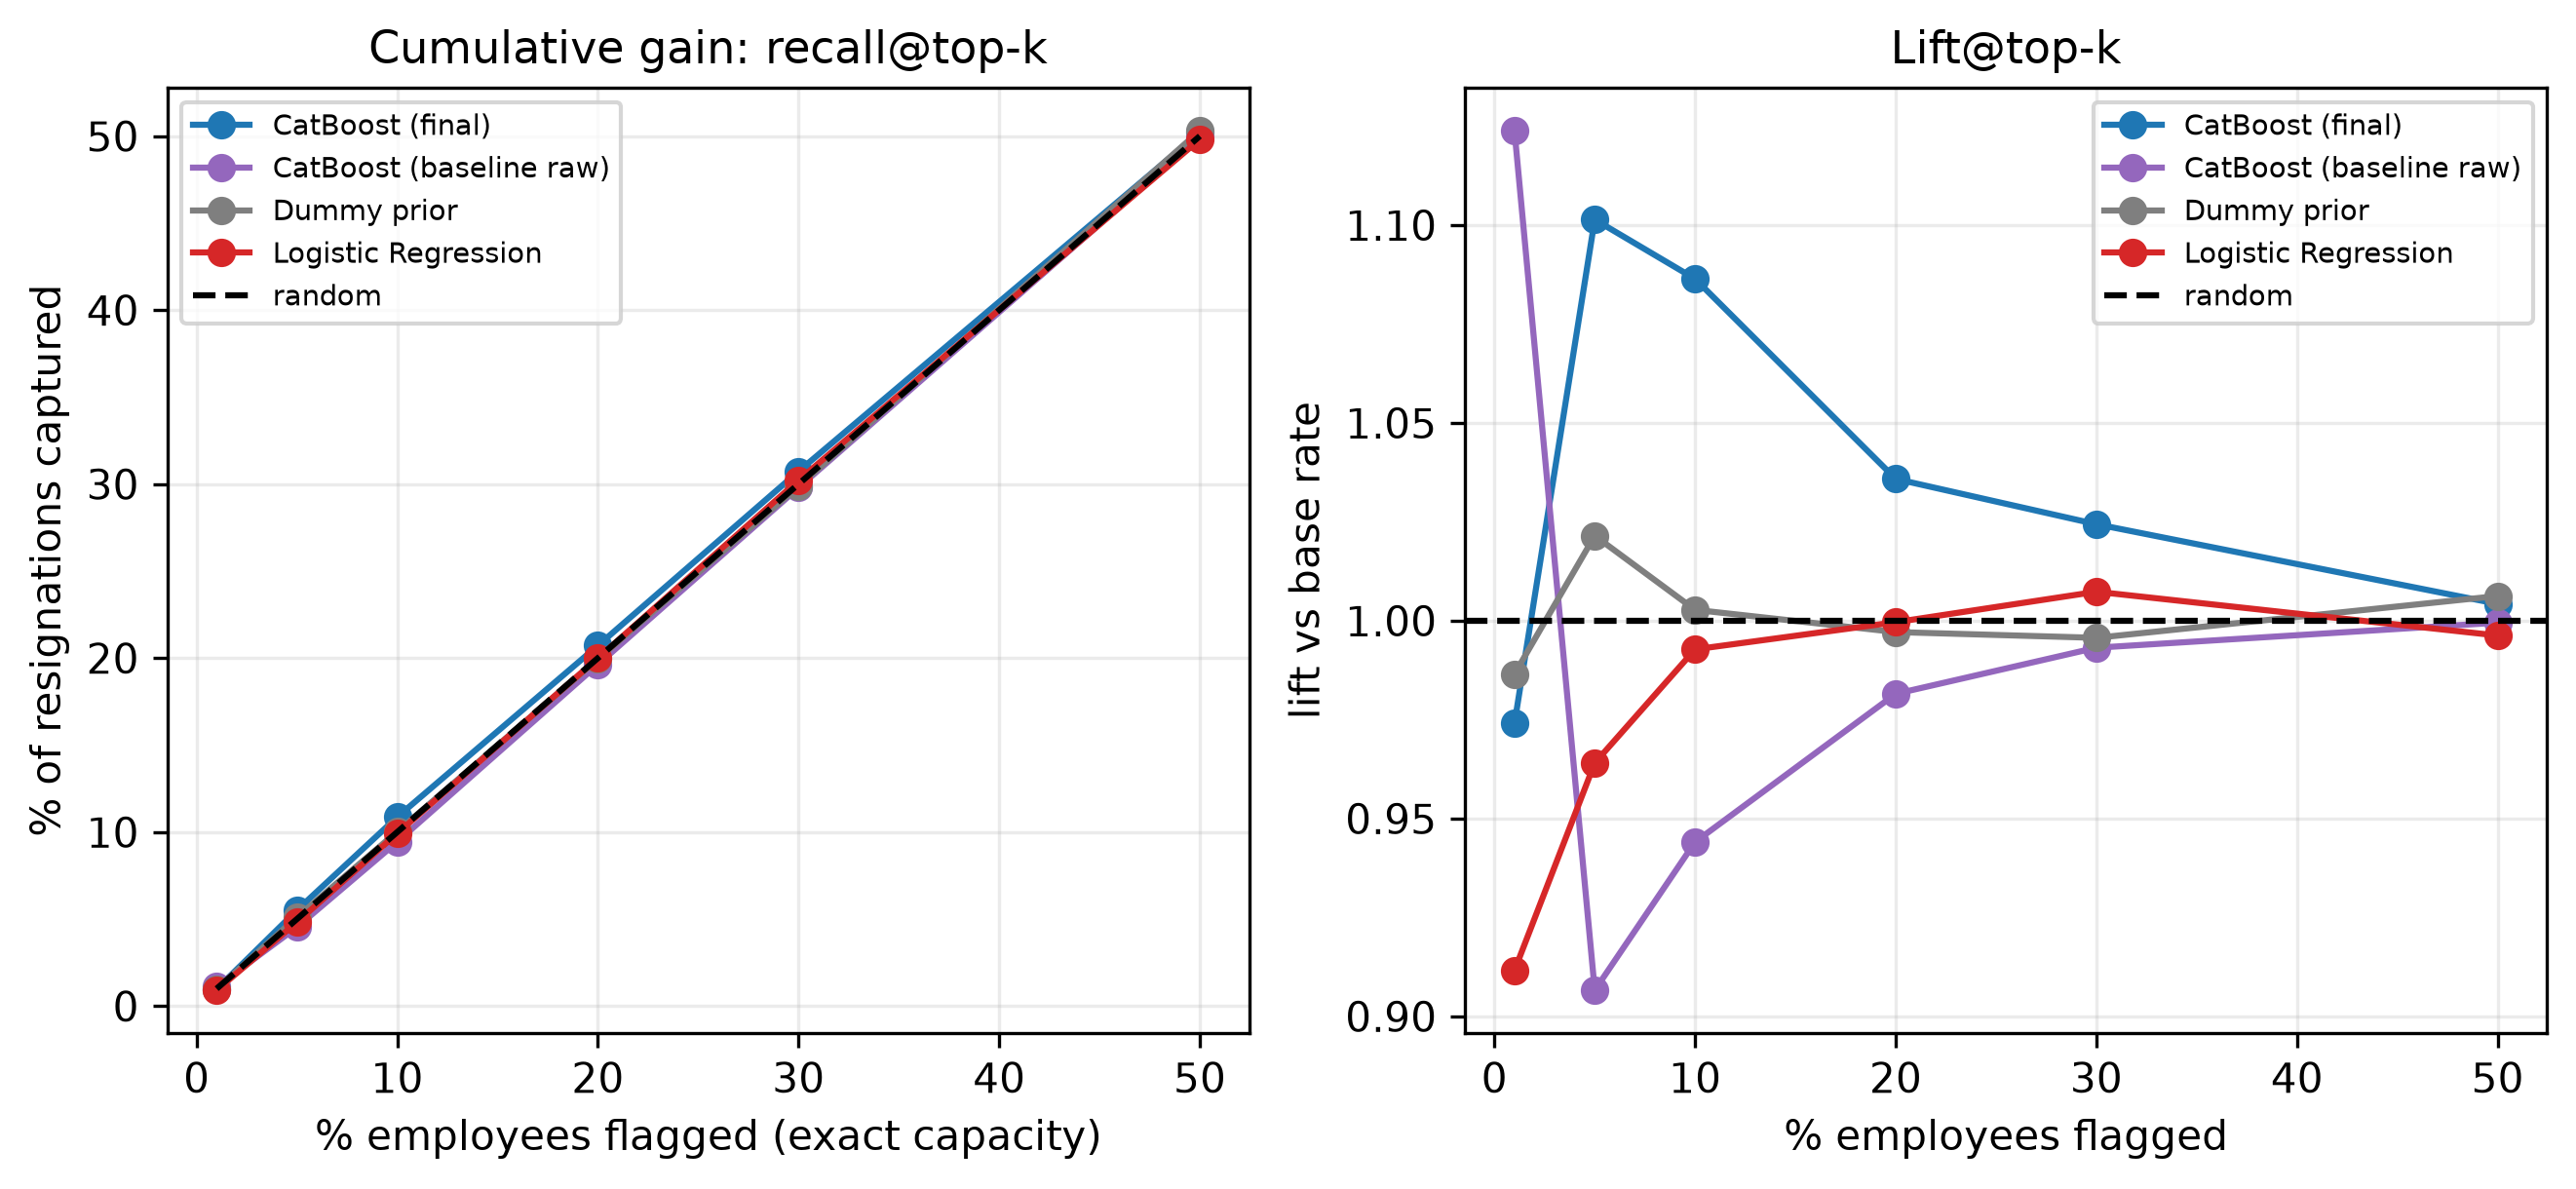 Cumulative gain: recall@top-k
CatBoost (final)
CatBoost (baseline raw)
Dummy prior
Logistic Regression
random
% of resignations captured
50
40
30
20
10
0
0 10 20 30 40 50
% employees flagged (exact capacity)
Lift@top-k
CatBoost (final)
CatBoost (baseline raw)
Dummy prior
Logistic Regression
random
lift vs base rate
1.10
1.05
1.00
0.95
0.90
0 10 20 30 40 50
% employees flagged